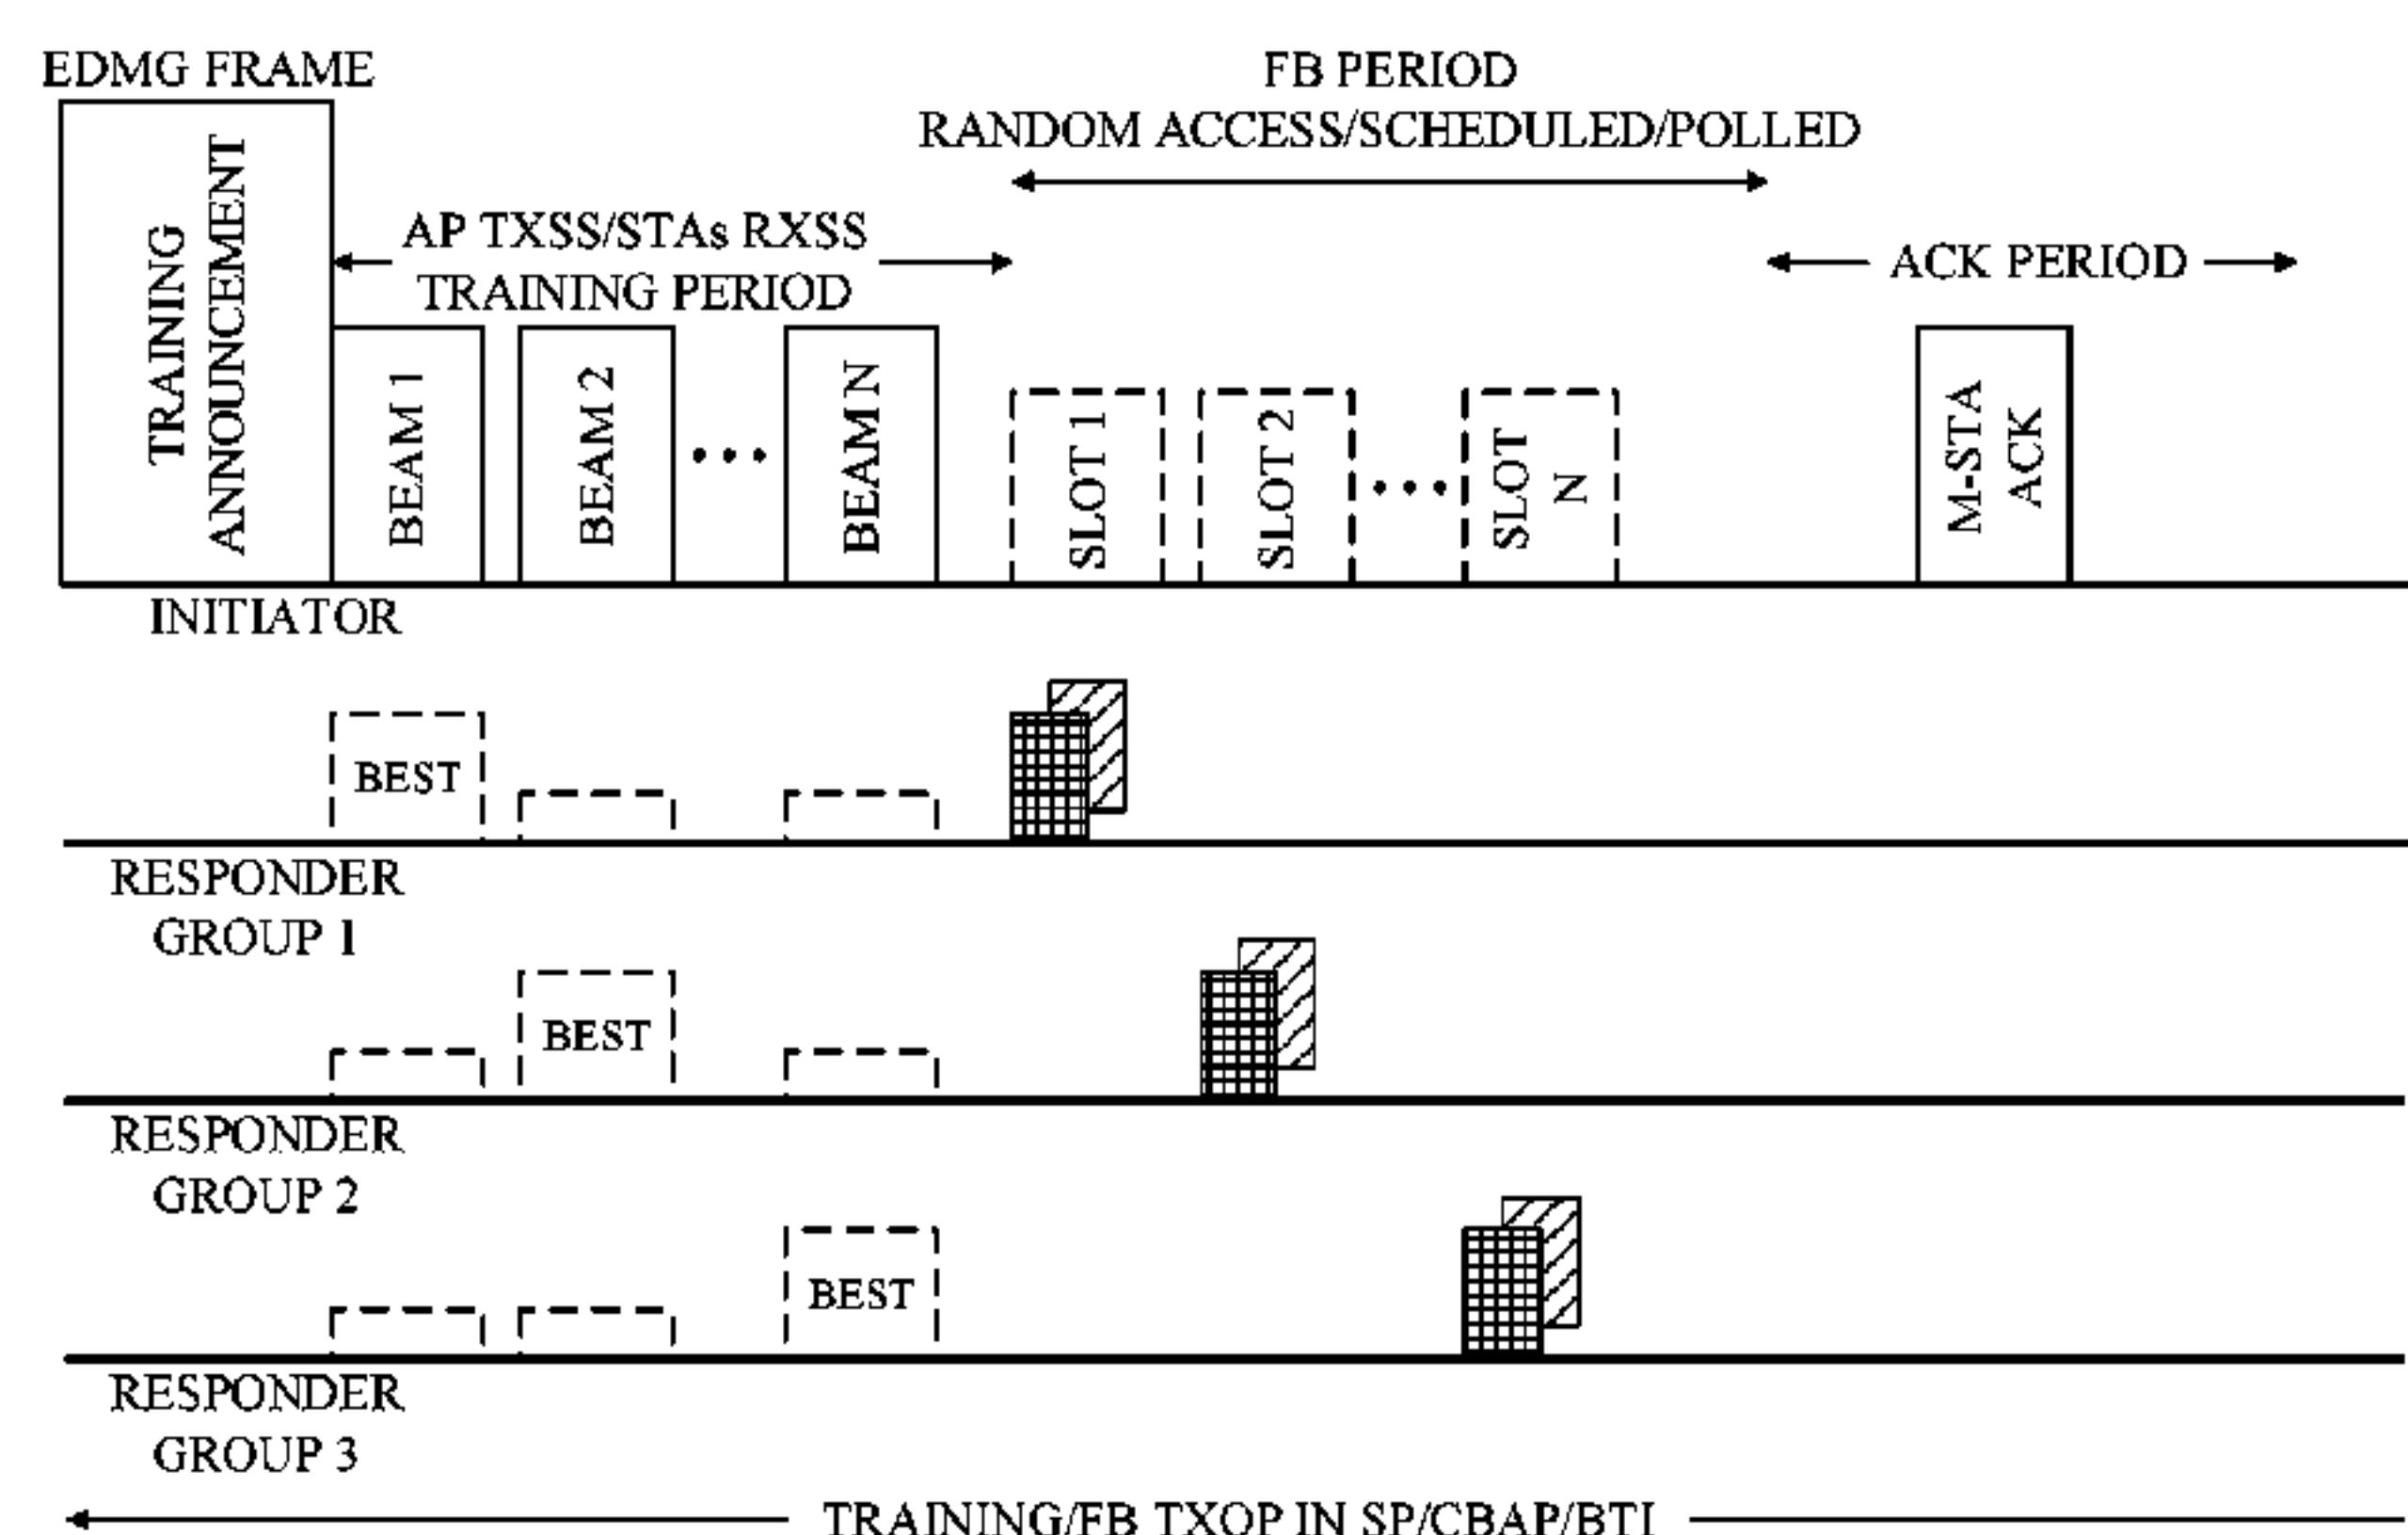 EDMG FRAME
FB PERIOD
RANDOM ACCESS/SCHEDULED/POLLED
TRAINING
ANNOUNCEMENT
AP TXSS/STAs RXSS
TRAINING PERIOD
ACK PERIOD
BEAM 1
BEAM 2
BEAM N
SLOT 1
SLOT 2
SLOT
N
M-STA
ACK
INITIATOR
BEST
RESPONDER
GROUP 1
BEST
RESPONDER
GROUP 2
BEST
RESPONDER
GROUP 3
TRAINING/FB TXOP IN SP/CBAP/BTI